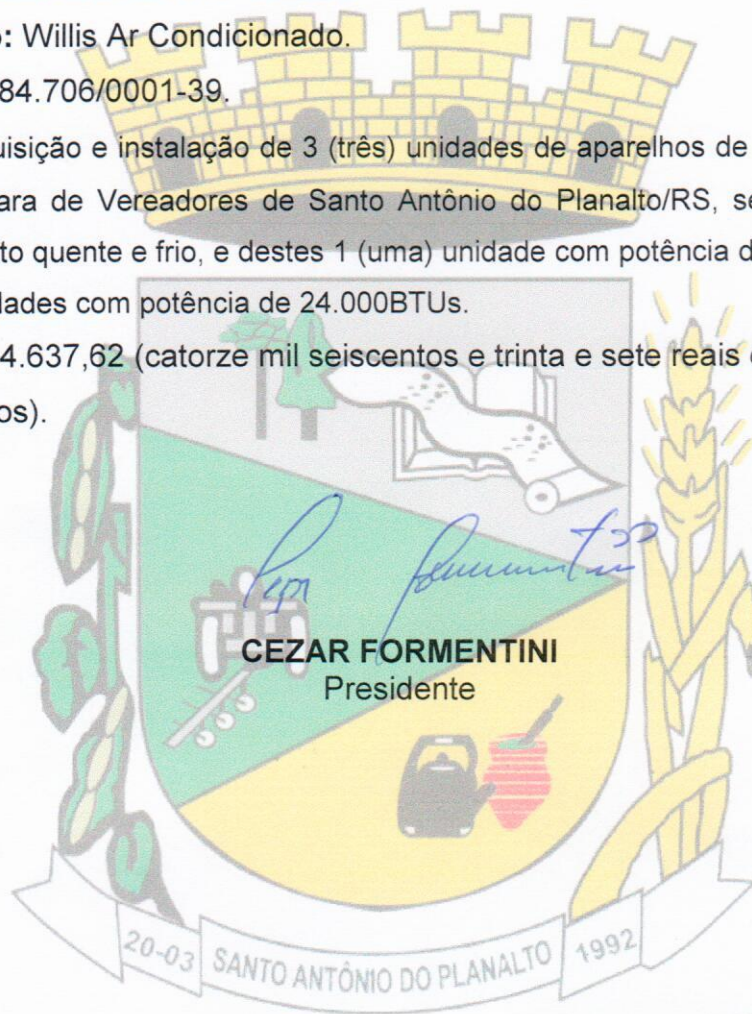 o: Willis Ar Condicionado.
84.706/0001-39.
uisição e instalação de 3 (três) unidades de aparelhos de
ara de Vereadores de Santo Antônio do Planalto/RS, se
to quente e frio, e destes 1 (uma) unidade com potência d
dades com potência de 24.000BTUs.
4.637,62 (catorze mil seiscentos e trinta e sete reais
os).
CEZAR FORMENTINI
Presidente
20-03 SANTO ANTÔNIO DO PLANALTO 1992